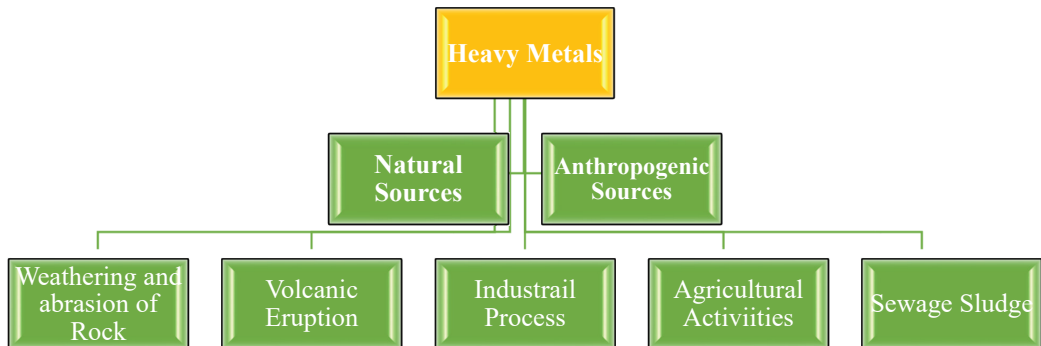 Heavy Metals
Natural
Sources
Anthropogenic
Sources
Weathering and
abrasion of
Rock
Volcanic
Eruption
Industrail
Process
Agricultural
Activiities
Sewage Sludge